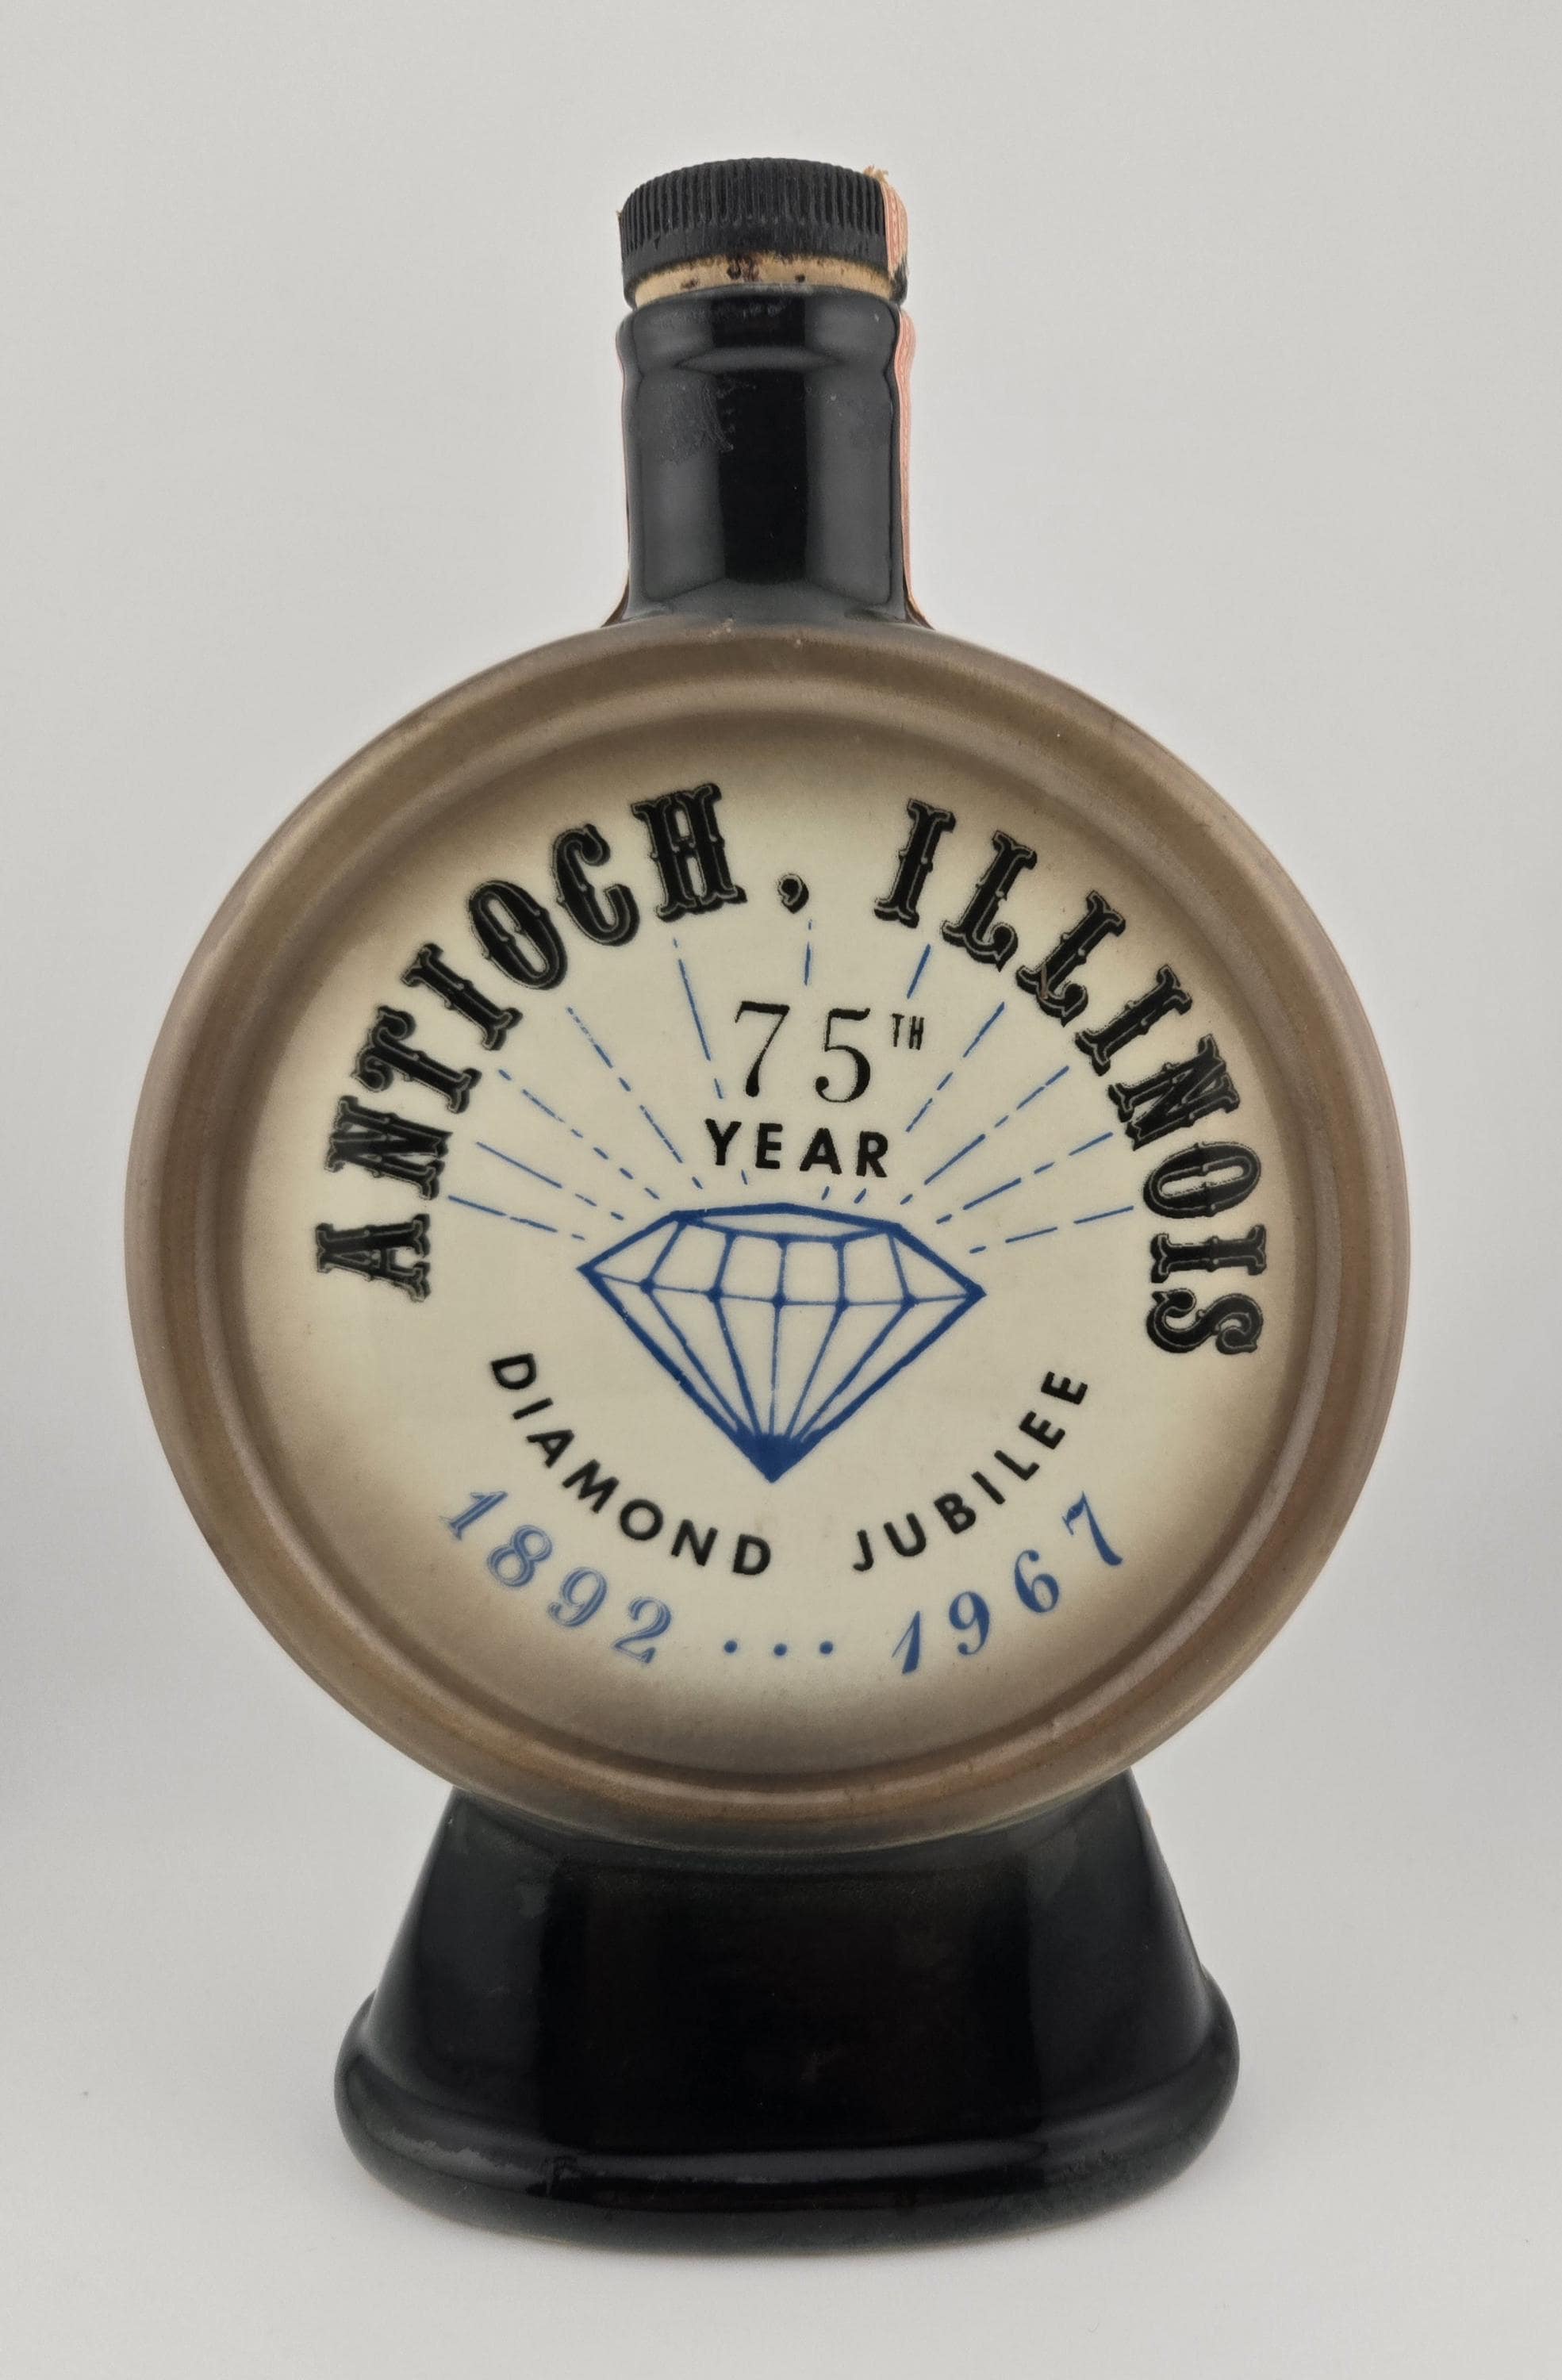 ANTIOCH, ILLINOIS
75TH
YEAR
DIAMOND JUBILEE
1892 ... 1967